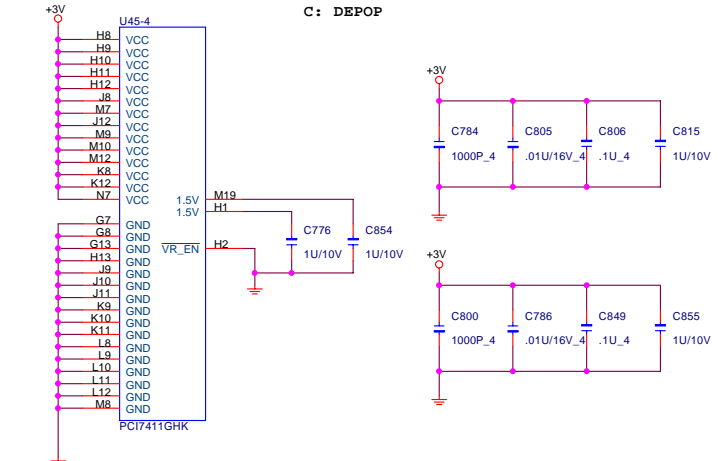 C: DEPOP
+3V
U45-4
H8 VCC
H9 VCC
H10 VCC
H11 VCC
H12 VCC
J8 VCC
M7 VCC
J12 VCC
M9 VCC
M10 VCC
M12 VCC
K8 VCC
K12 VCC
N7 VCC
1.5V M19
1.5V H1
VR_EN H2
G7 GND
G8 GND
G13 GND
H13 GND
J9 GND
J10 GND
J11 GND
K9 GND
K10 GND
K11 GND
L8 GND
L9 GND
L10 GND
L11 GND
L12 GND
M8 GND
PCI7411GHK
C776
1U/10V
C854
1U/10V
+3V
C784
1000P_4
C805
.01U/16V_4
C806
.1U_4
C815
1U/10V
+3V
C800
1000P_4
C786
.01U/16V_4
C849
.1U_4
C855
1U/10V